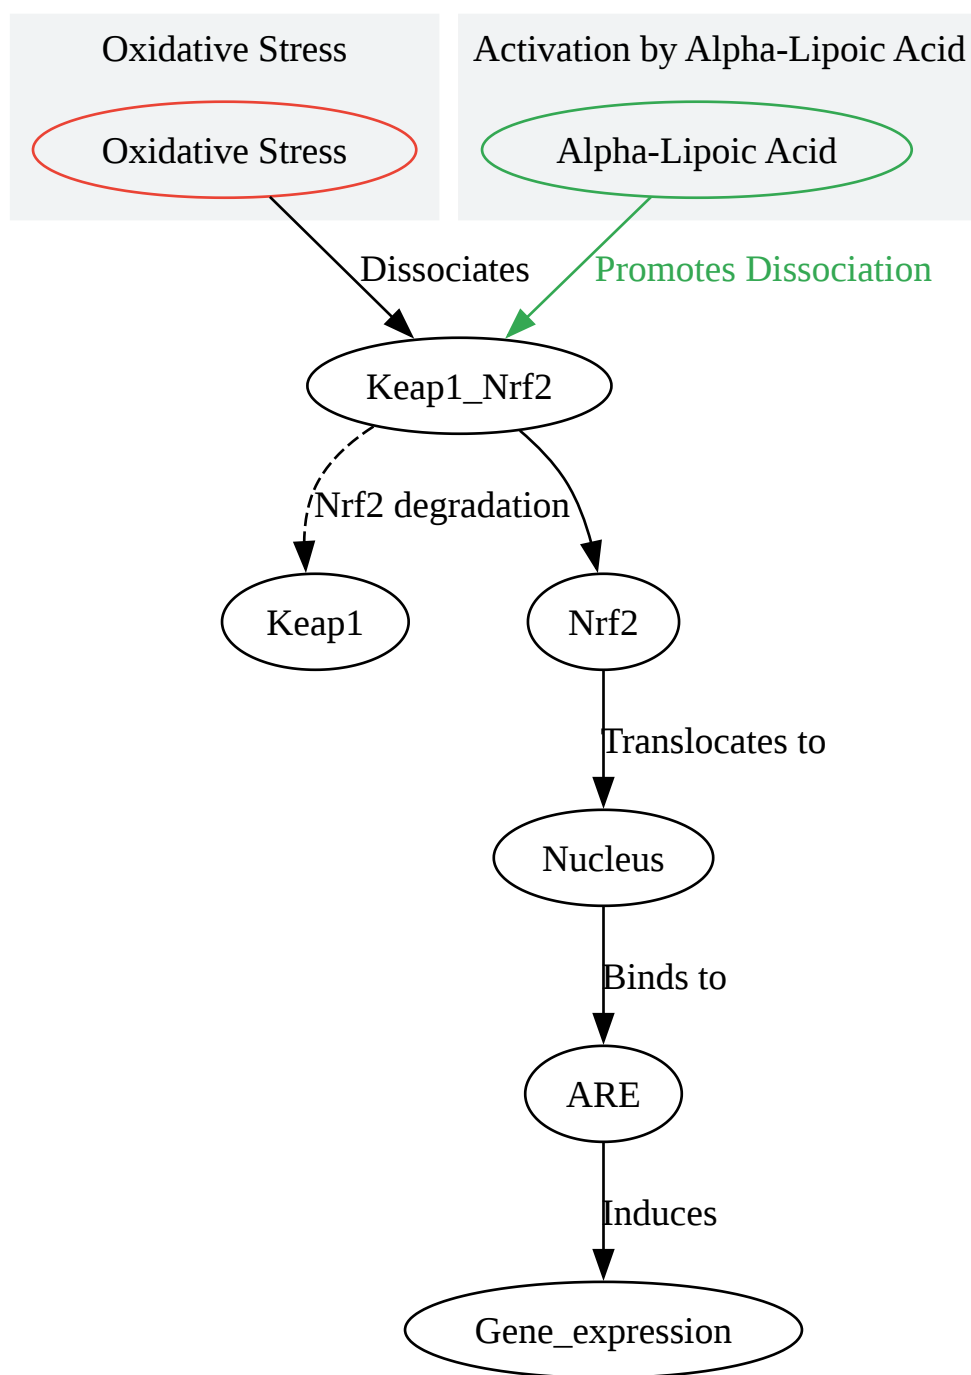 Oxidative Stress
Activation by Alpha-Lipoic Acid
Oxidative Stress
Alpha-Lipoic Acid
Dissociates
Promotes Dissociation
Keap1_Nrf2
Nrf2 degradation
Keap1
Nrf2
Translocates to
Nucleus
Binds to
ARE
Induces
Gene_expression